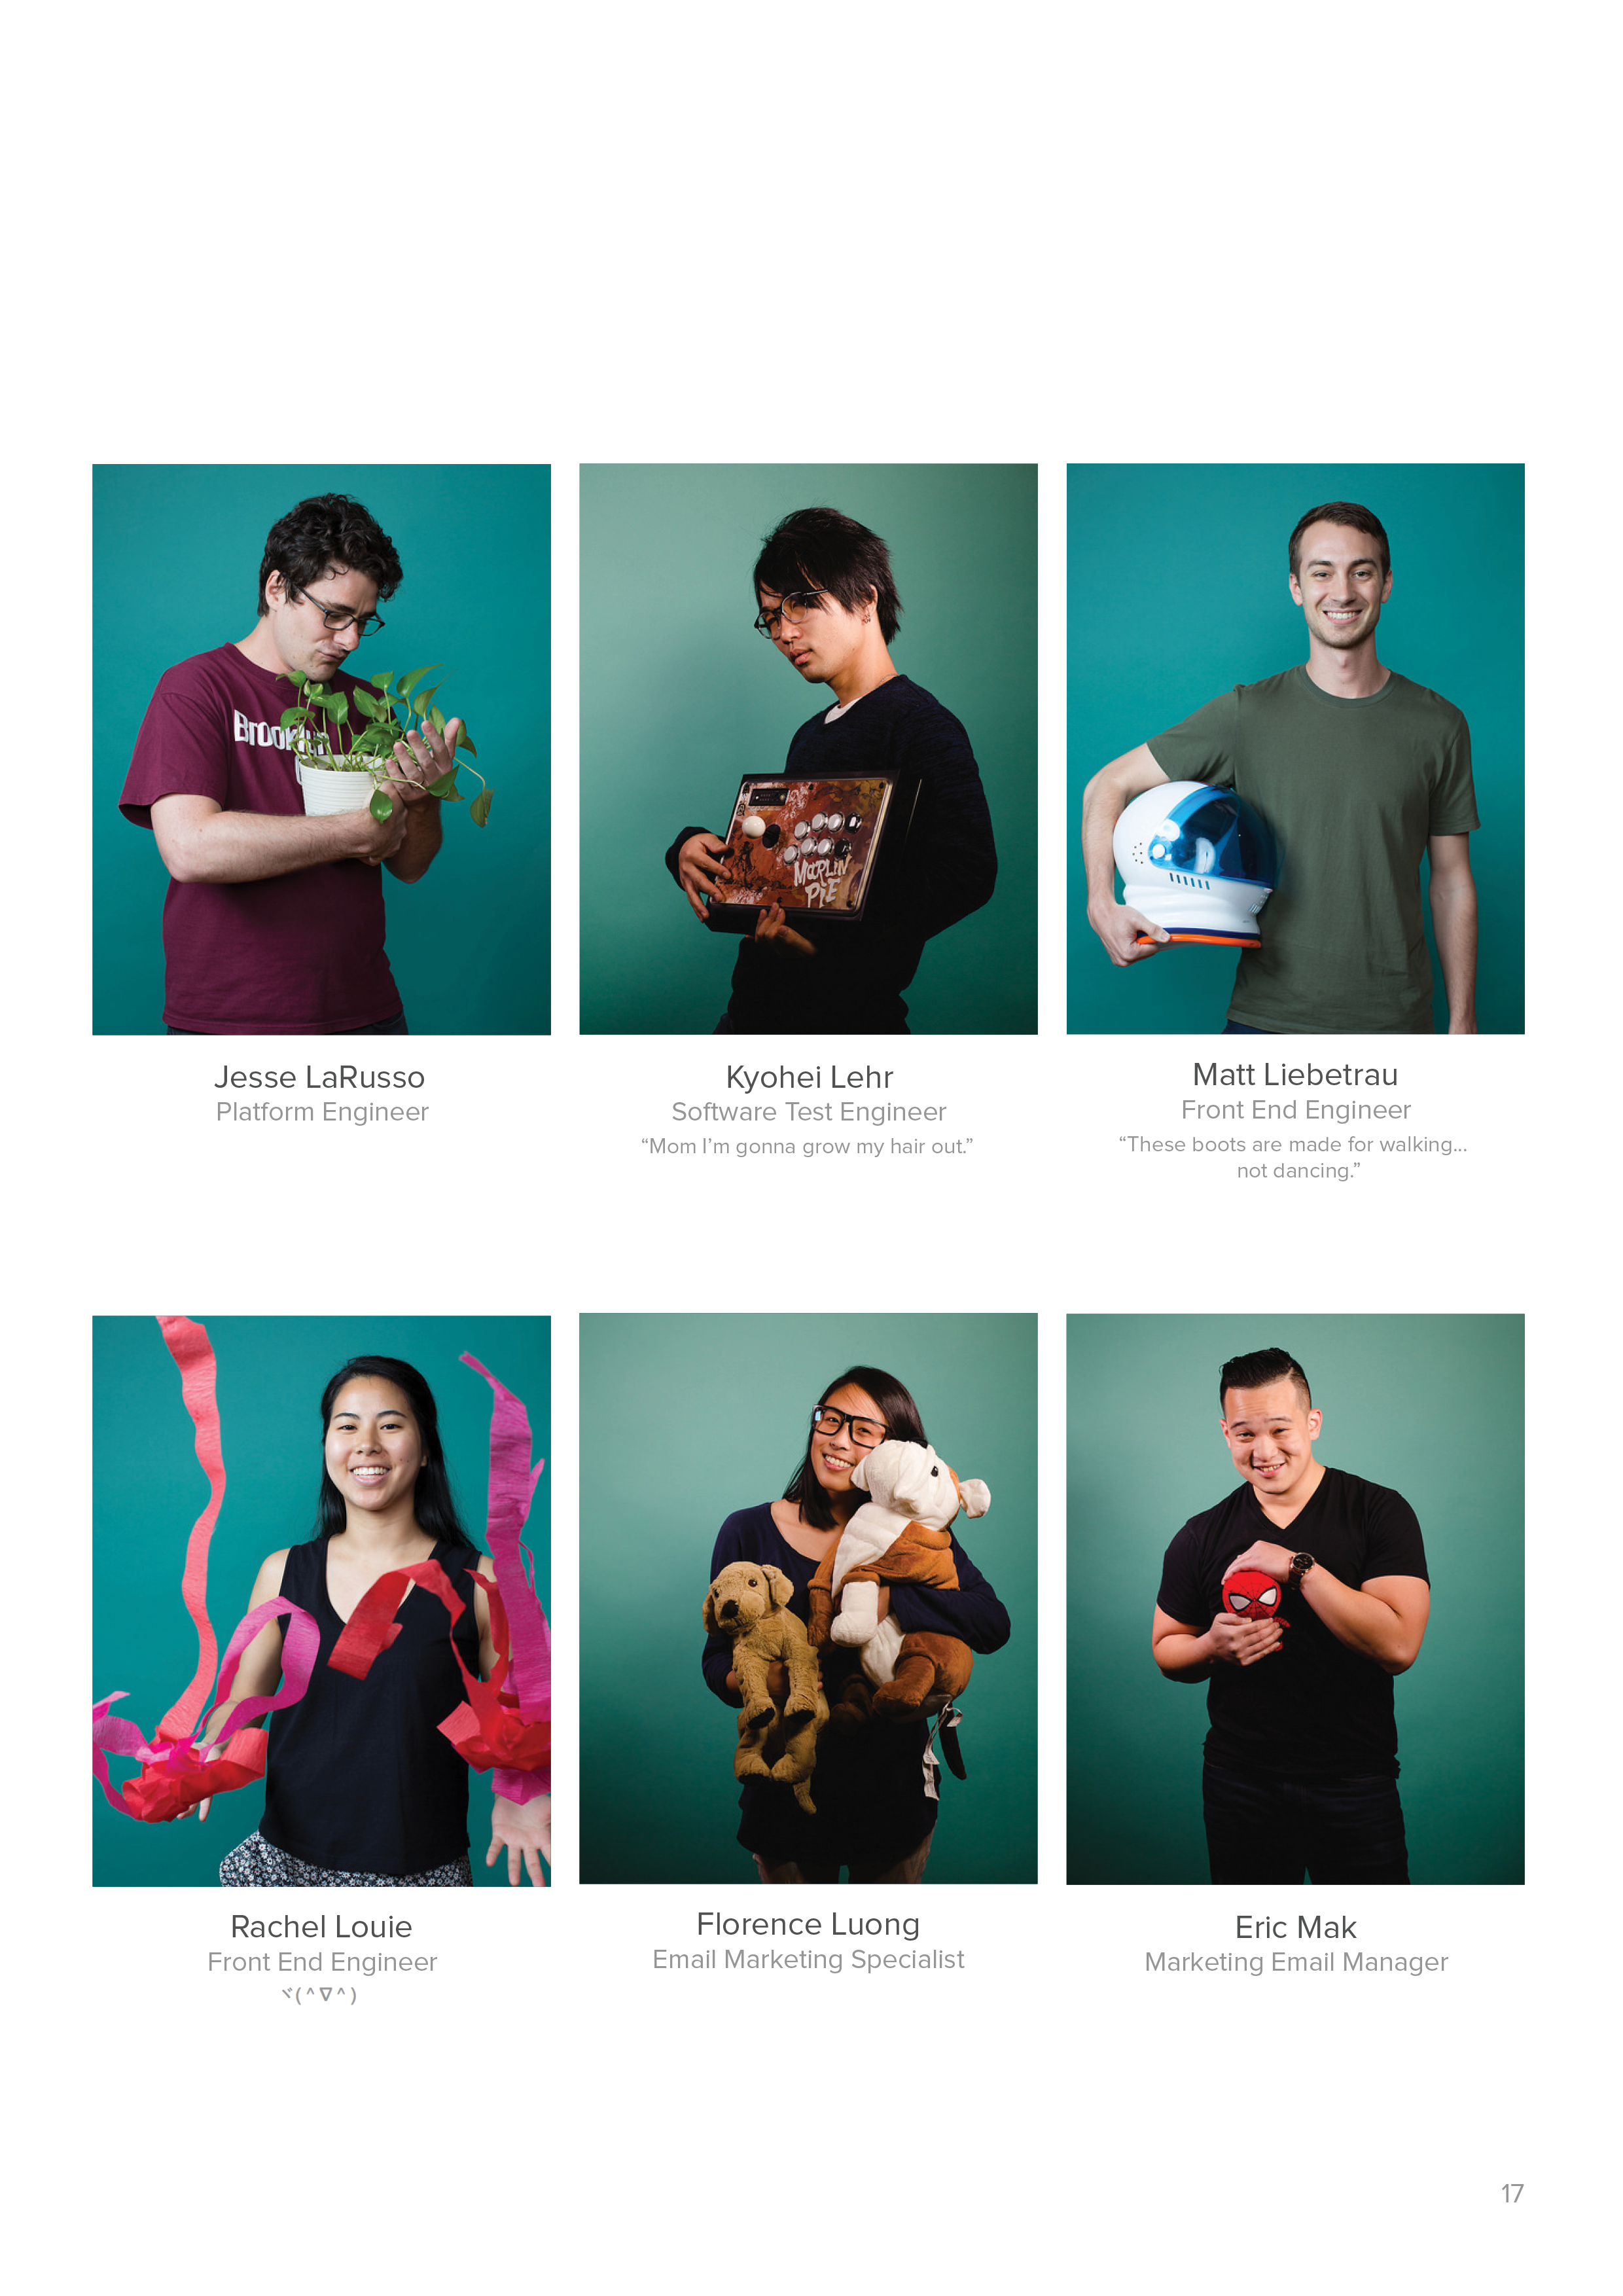 Brooklyn
MARLIN
PiE
Jesse LaRusso
Platform Engineer
Kyohei Lehr
Software Test Engineer
“Mom I’m gonna grow my hair out.”
Matt Liebetrau
Front End Engineer
“These boots are made for walking...
not dancing.”
Rachel Louie
Front End Engineer
ヾ(^∇^)
Florence Luong
Email Marketing Specialist
Eric Mak
Marketing Email Manager
17